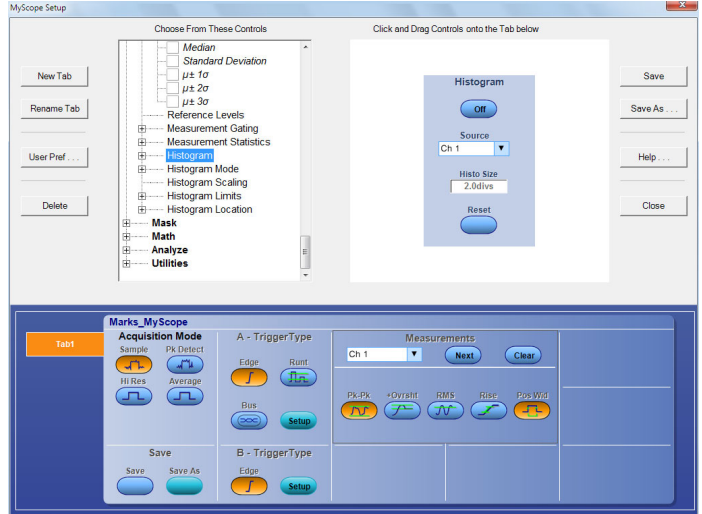 MyScope Setup
x
Choose From These Controls
Click and Drag Controls onto the Tab below
New Tab
Rename Tab
User Pref . . .
Delete
Median
Standard Deviation
μ± 1σ
μ± 2σ
μ± 3σ
Reference Levels
Measurement Gating
Measurement Statistics
Histogram
Histogram Mode
Histogram Scaling
Histogram Limits
Histogram Location
Mask
Math
Analyze
Utilities
Histogram
Off
Source
Ch 1
Histo Size
2.0divs
Reset
Save
Save As . . .
Help . . .
Close
Tab1
Marks_MyScope
Acquisition Mode
Sample Pk Detect
Hi Res Average
Save
Save Save As
A - TriggerType
Edge Runt
Bus
Setup
B - TriggerType
Edge
Setup
Measurements
Ch 1 Next Clear
Pk-Pk +Ovrsht RMS Rise Pos Wid